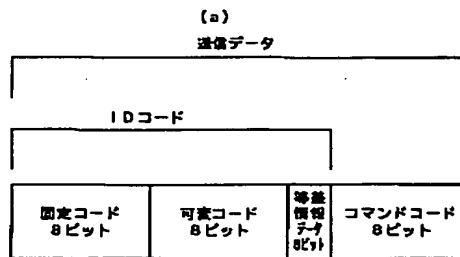 (a)
送信データ
IDコード
固定コード
8ビット
可変コード
8ビット
等差
情報
データ
8ビット
コマンドコード
8ビット